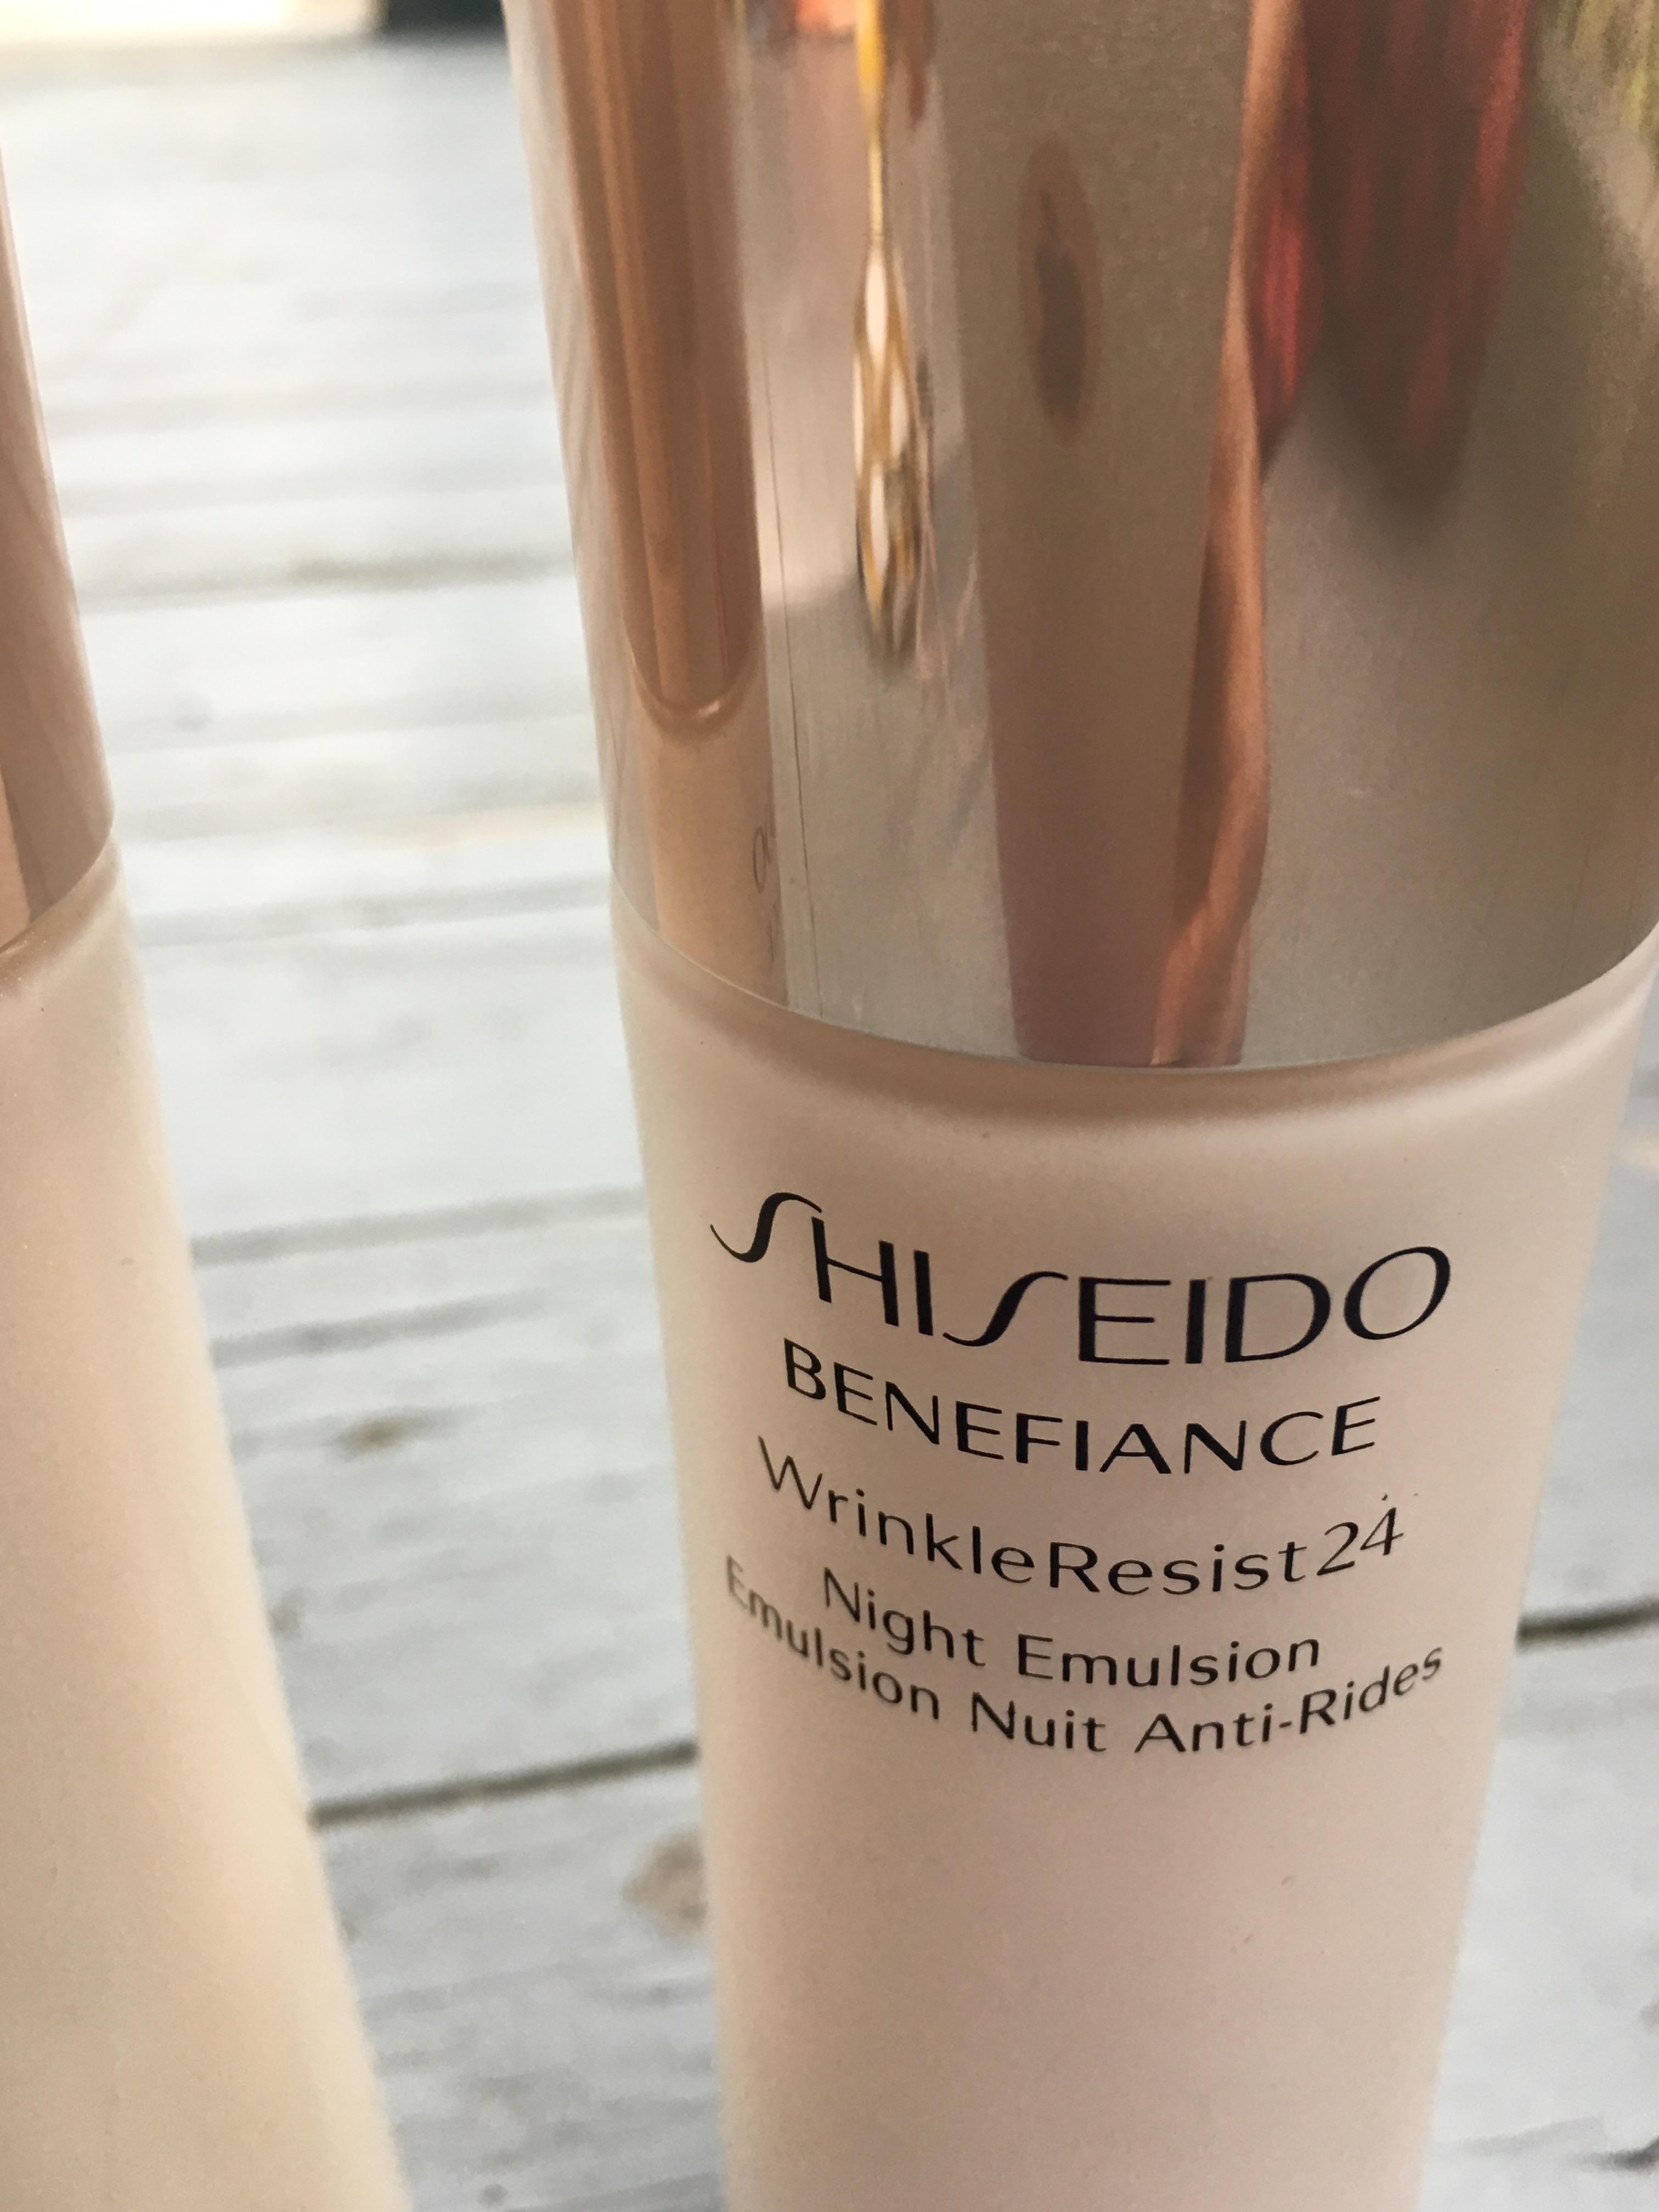 SHISEIDO
BENEFIANCE
WrinkleResist24
Night Emulsion
Emulsion Nuit Anti-Rides